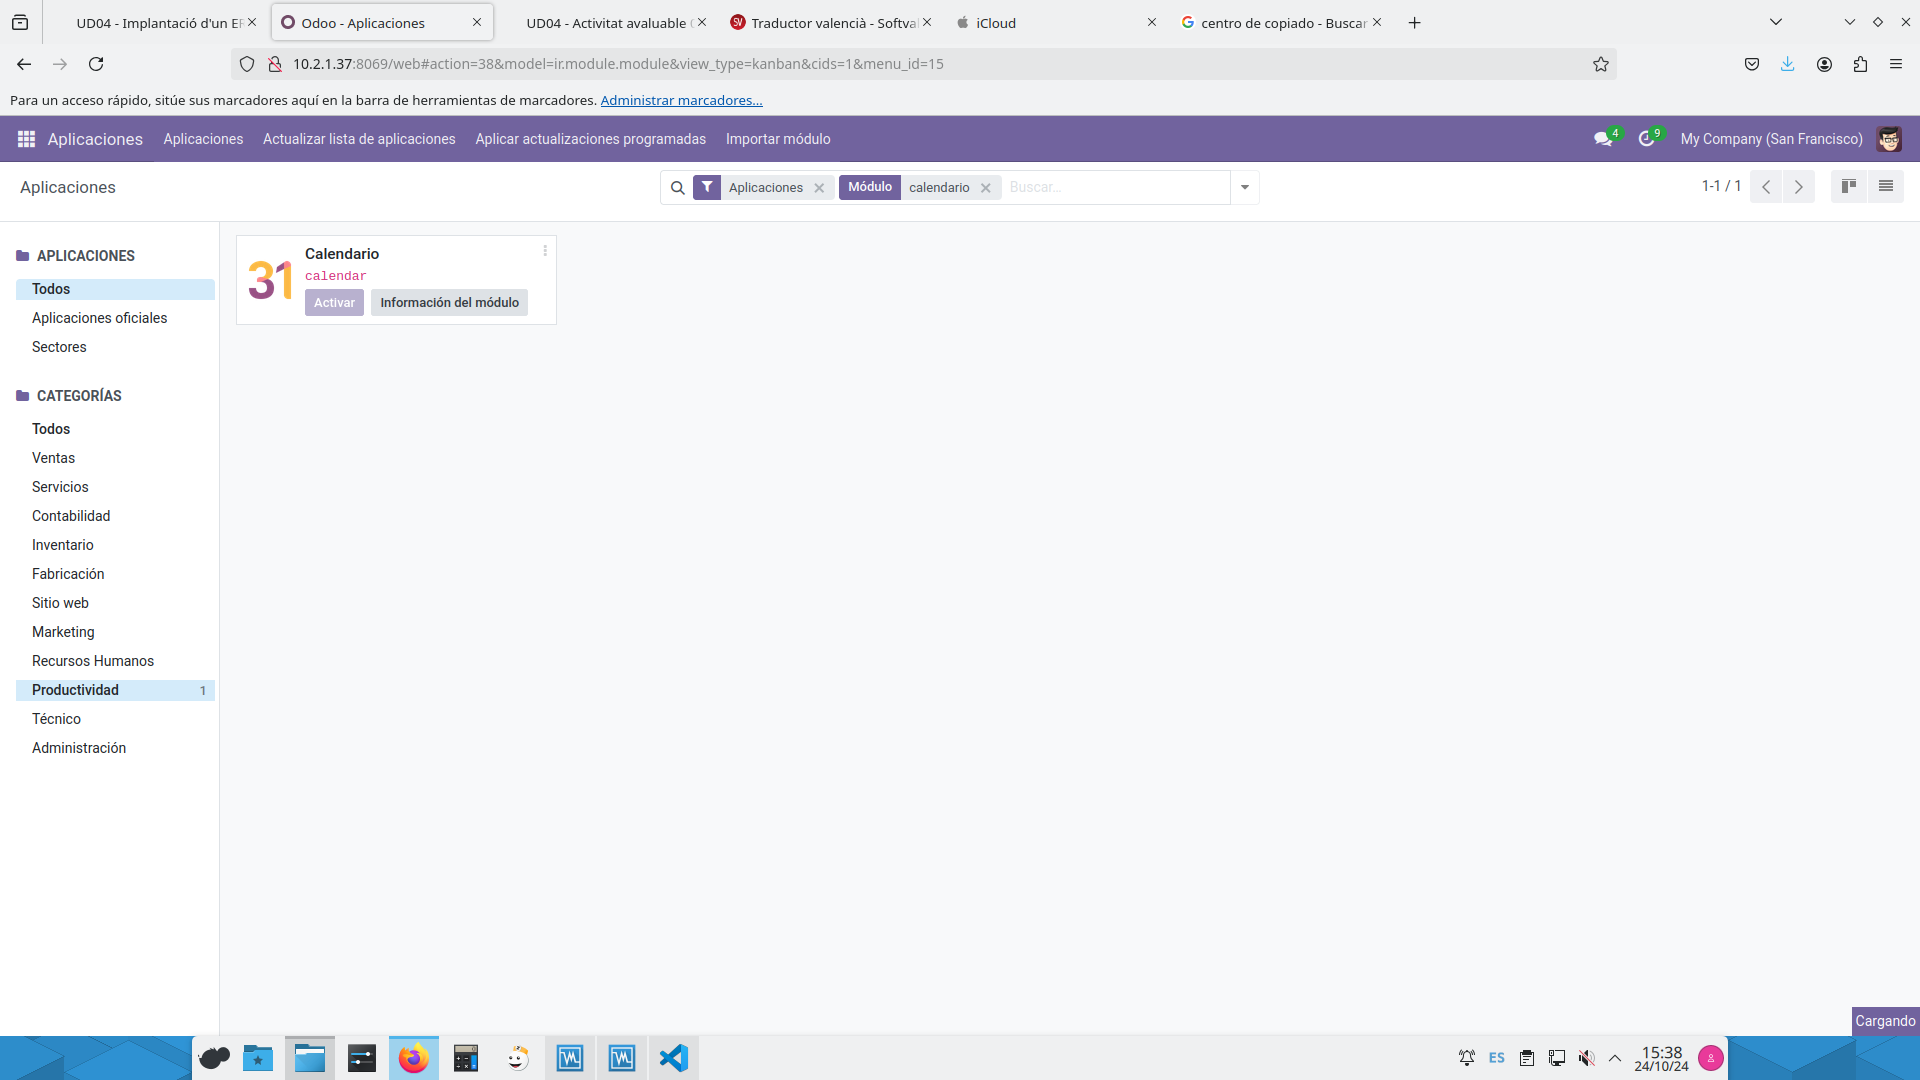 UD04 - Implantació d'un ER
Odoo - Aplicaciones
UD04 - Activitat avaluable
Traductor valencià - Softval
iCloud
centro de copiado - Buscar
10.2.1.37:8069/web#action=38&model=ir.module.module&view_type=kanban&cids=1&menu_id=15
Para un acceso rápido, sitúe sus marcadores aquí en la barra de herramientas de marcadores. Administrar marcadores...
Aplicaciones Aplicaciones Actualizar lista de aplicaciones Aplicar actualizaciones programadas Importar módulo 4 9 My Company (San Francisco)
Aplicaciones
Aplicaciones Módulo calendario Buscar...
1-1 / 1
APLICACIONES
Todos
Aplicaciones oficiales
Sectores
CATEGORÍAS
Todos
Ventas
Servicios
Contabilidad
Inventario
Fabricación
Sitio web
Marketing
Recursos Humanos
Productividad 1
Técnico
Administración
31
Calendario
calendar
Activar Información del módulo
Cargando
ES
15:38
24/10/24